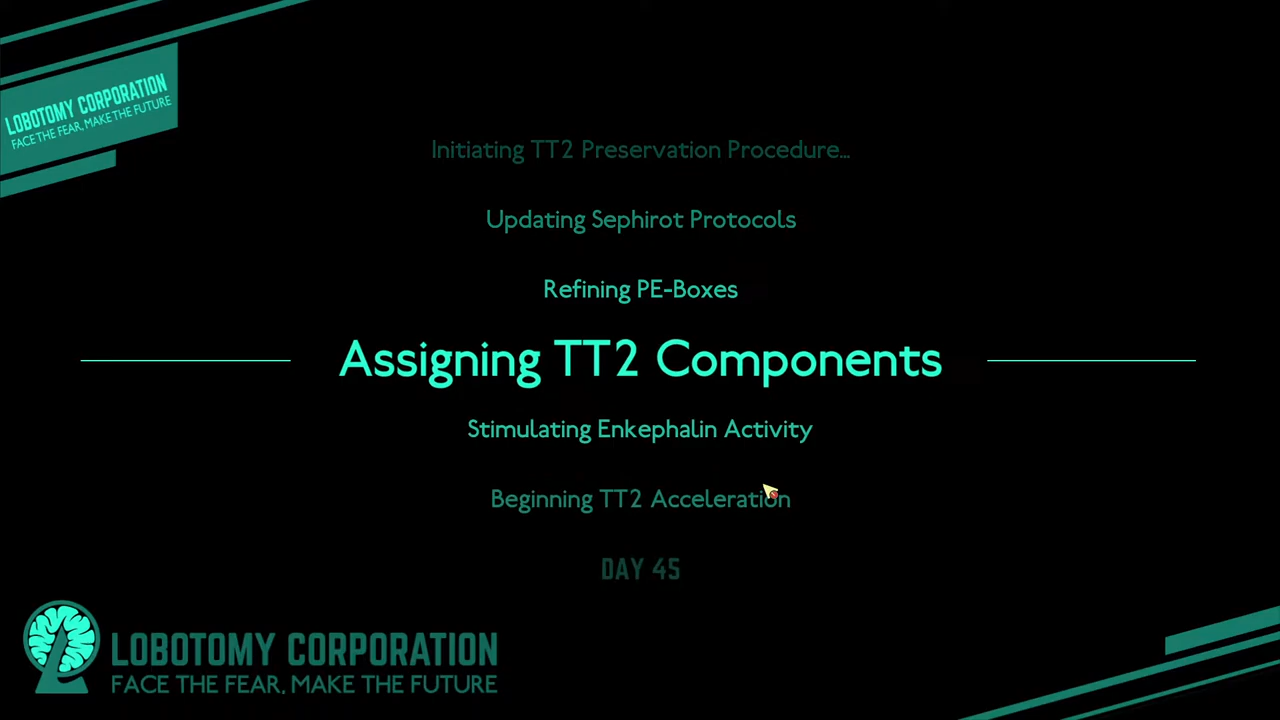 LOBOTOMY CORPORATION
FACE THE FEAR, MAKE THE FUTURE
Initiating TT2 Preservation Procedure...
Updating Sephirot Protocols
Refining PE-Boxes
Assigning TT2 Components
Stimulating Enkephalin Activity
Beginning TT2 Acceleration
DAY 45
LOBOTOMY CORPORATION
FACE THE FEAR, MAKE THE FUTURE